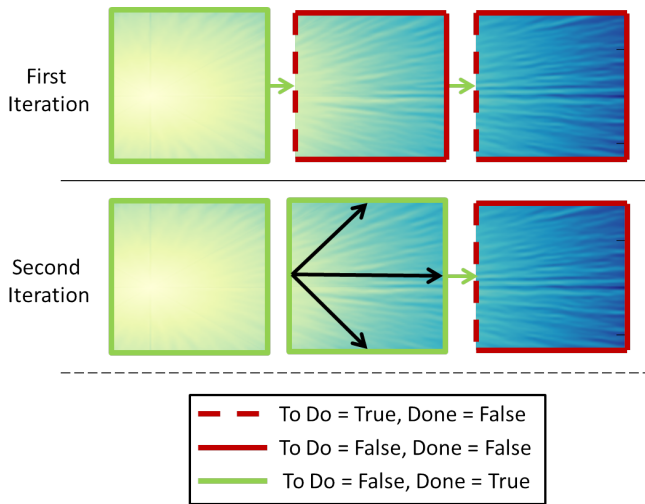 First
Iteration
Second
Iteration
To Do = True, Done = False
To Do = False, Done = False
To Do = False, Done = True